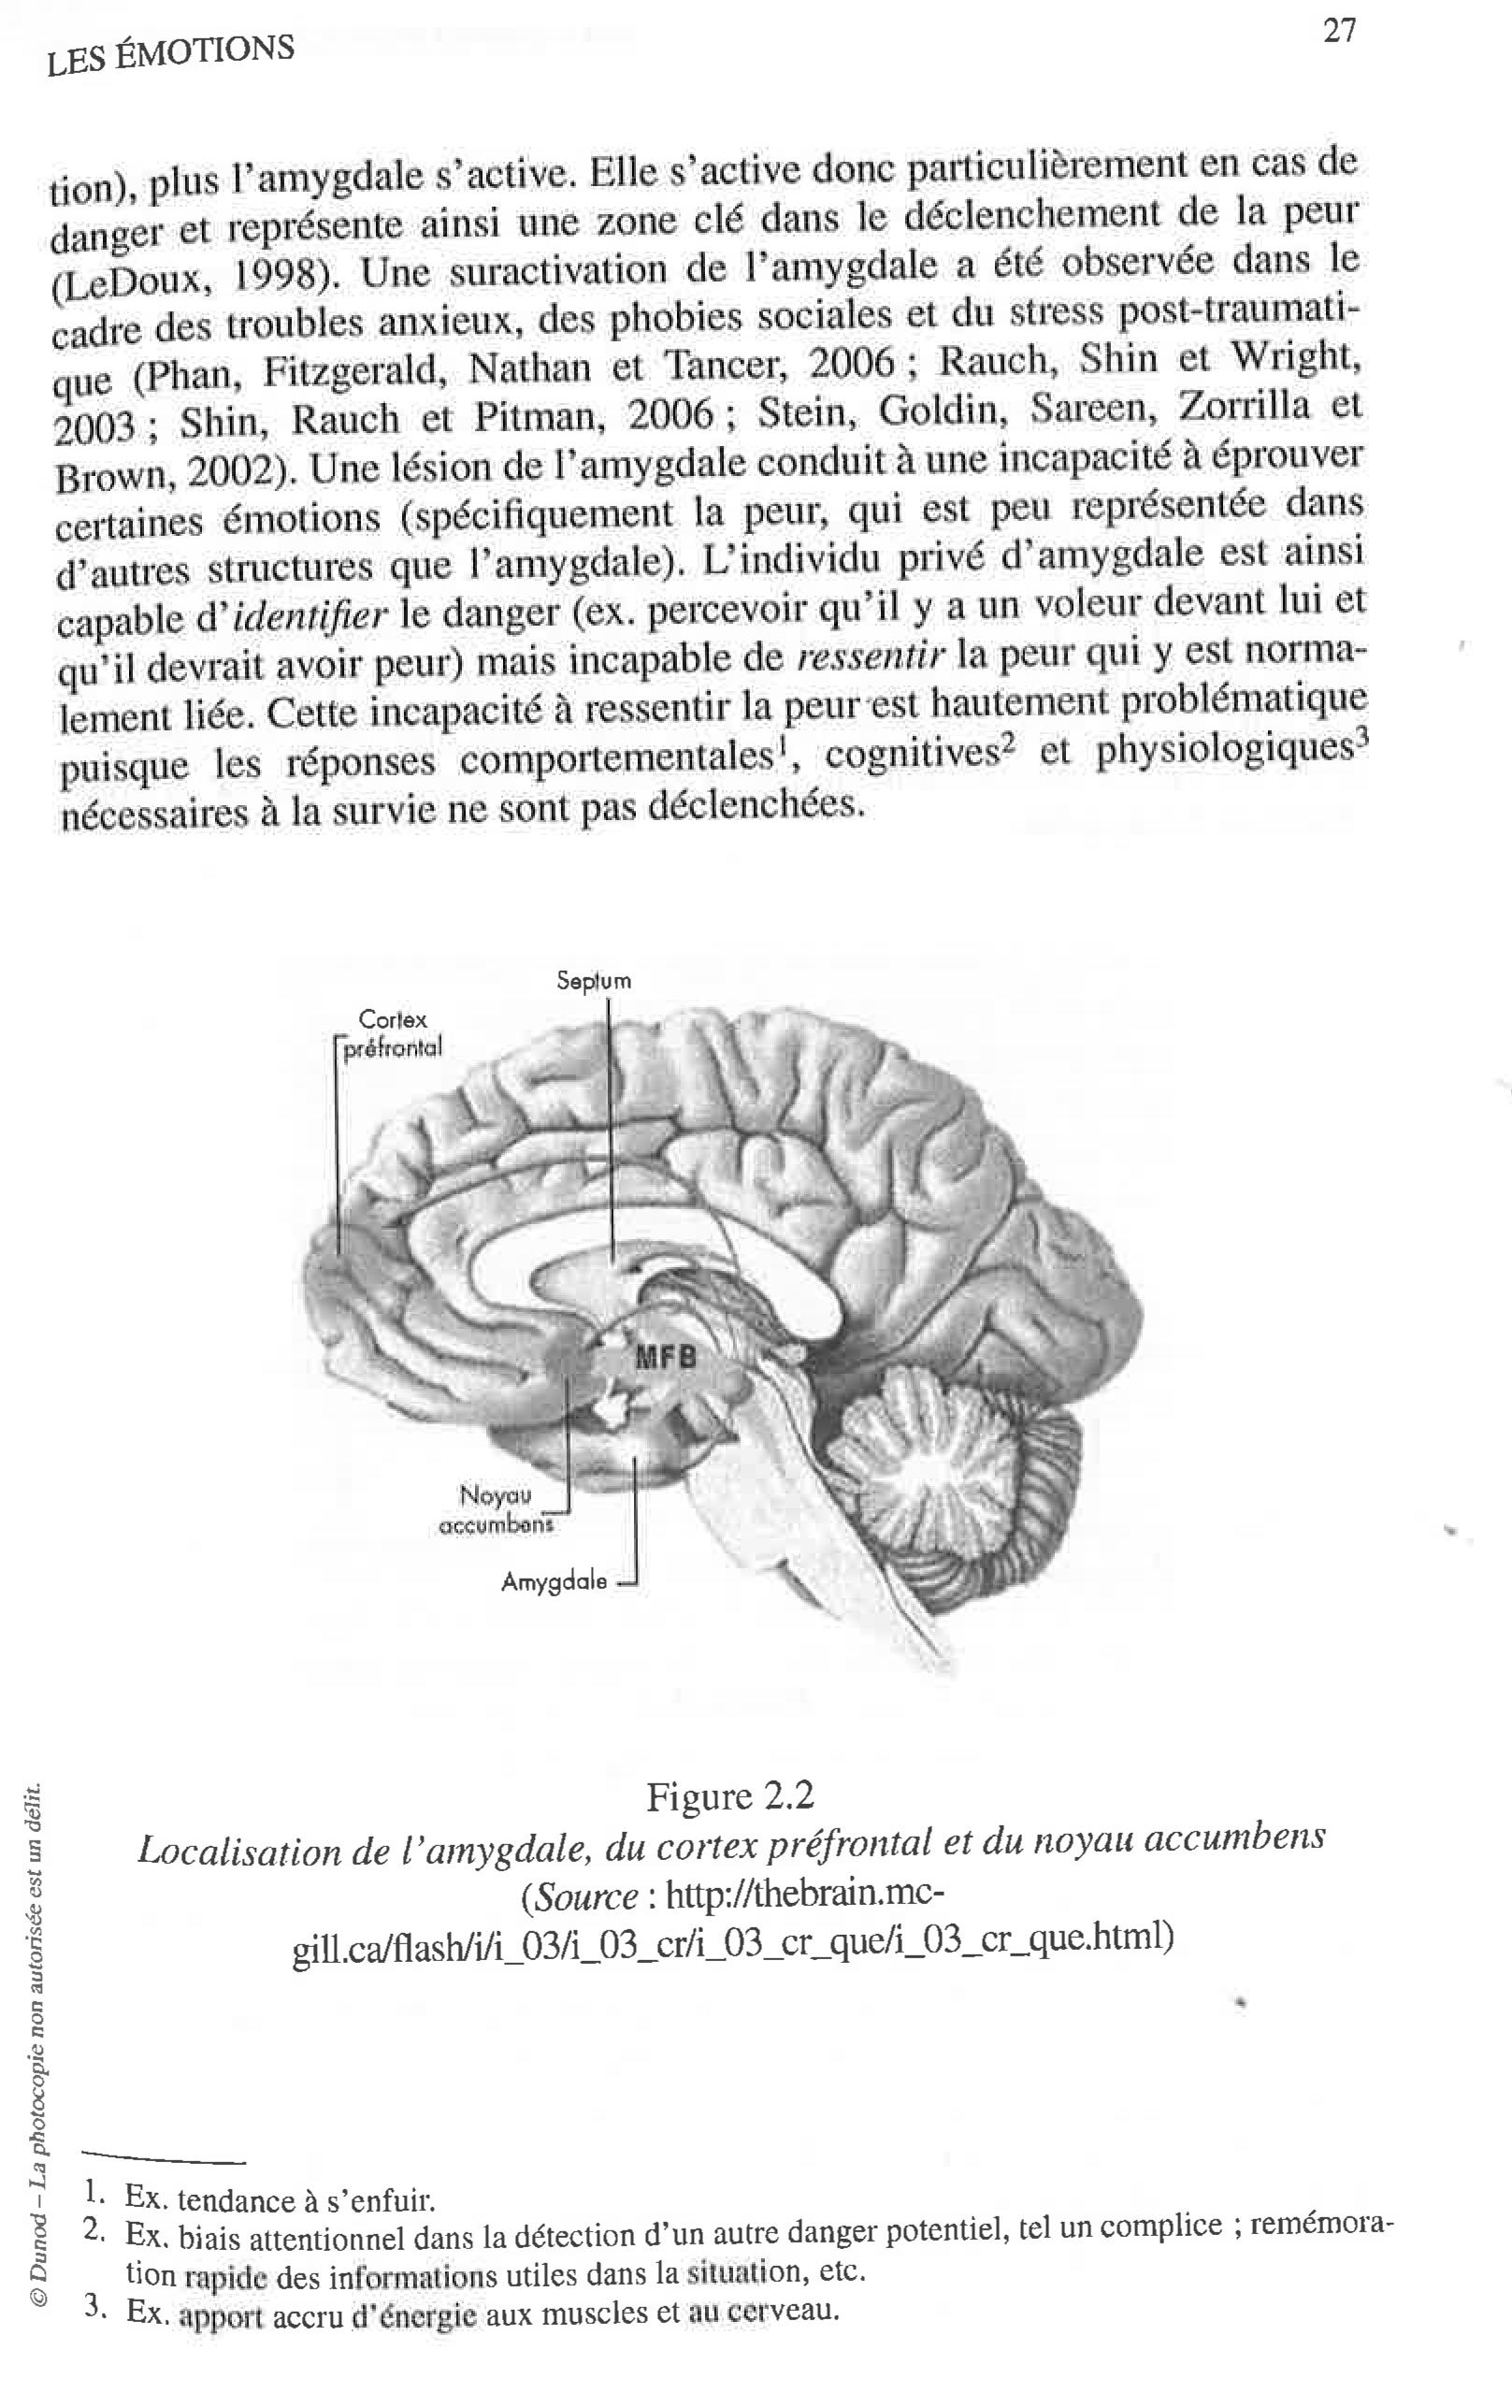 LES ÉMOTIONS
27
tion), plus l'amygdale s'active. Elle s'active donc particulièrement en cas de
danger et représente ainsi une zone clé dans le déclenchement de la peur
(LeDoux, 1998). Une suractivation de l'amygdale a été observée dans le
cadre des troubles anxieux, des phobies sociales et du stress post-traumati-
que (Phan, Fitzgerald, Nathan et Tancer, 2006 ; Rauch, Shin et Wright,
2003 ; Shin, Rauch et Pitman, 2006 ; Stein, Goldin, Sareen, Zorrilla et
Brown, 2002). Une lésion de l'amygdale conduit à une incapacité à éprouver
certaines émotions (spécifiquement la peur, qui est peu représentée dans
d'autres structures que l'amygdale). L'individu privé d'amygdale est ainsi
capable d'identifier le danger (ex. percevoir qu'il y a un voleur devant lui et
qu'il devrait avoir peur) mais incapable de ressentir la peur qui y est norma-
lement liée. Cette incapacité à ressentir la peur est hautement problématique
puisque les réponses comportementales¹, cognitives² et physiologiques³
nécessaires à la survie ne sont pas déclenchées.
Septum
Cortex
préfrontal
MFB
Noyau
accumbens
Amygdale
Figure 2.2
Localisation de l'amygdale, du cortex préfrontal et du noyau accumbens
(Source : http://thebrain.mc-
gill.ca/flash/i/i_03/i_03_cr/i_03_cr_que/i_03_cr_que.html)
© Dunod – La photocopie non autorisée est un délit.
1. Ex. tendance à s'enfuir.
2. Ex. biais attentionnel dans la détection d'un autre danger potentiel, tel un complice ; remémora-
tion rapide des informations utiles dans la situation, etc.
3. Ex. apport accru d'énergie aux muscles et au cerveau.